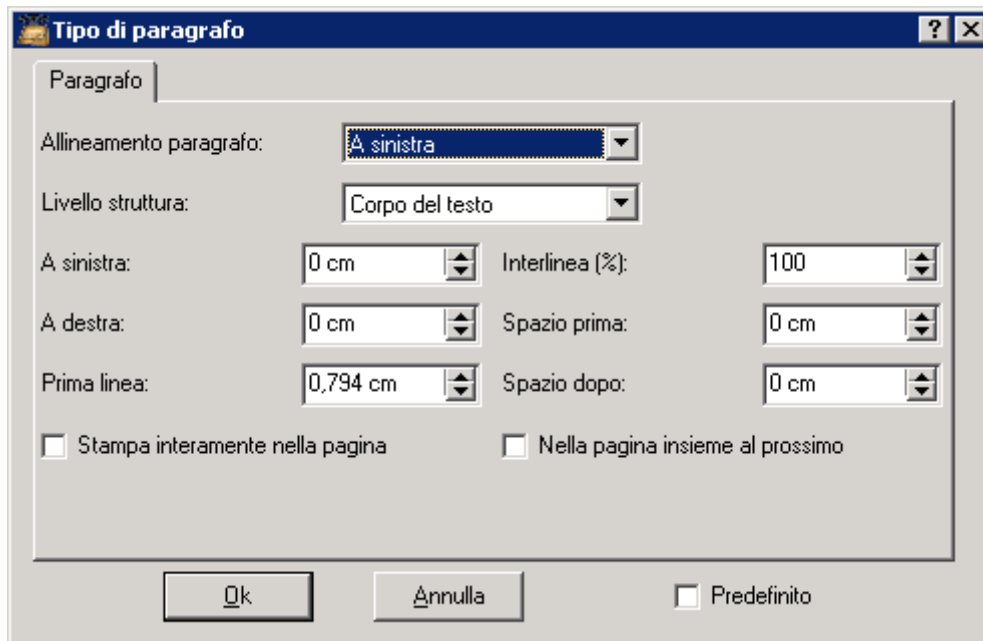 Tipo di paragrafo
Paragrafo
Allineamento paragrafo: A sinistra
Livello struttura: Corpo del testo
A sinistra: 0 cm Interlinea (%): 100
A destra: 0 cm Spazio prima: 0 cm
Prima linea: 0,794 cm Spazio dopo: 0 cm
Stampa interamente nella pagina Nella pagina insieme al prossimo
Ok Annulla Predefinito